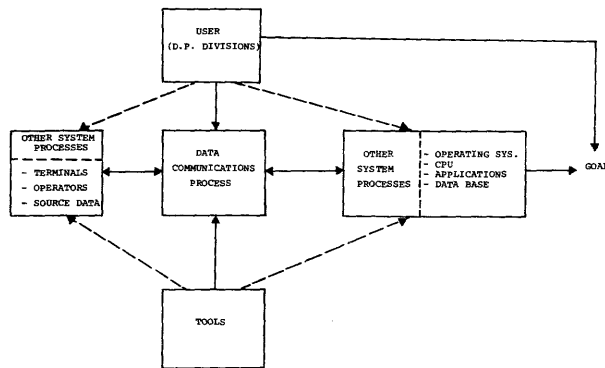 USER
(D.P. DIVISIONS)
OTHER SYSTEM
PROCESSES
- TERMINALS
- OPERATORS
- SOURCE DATA
DATA
COMMUNICATIONS
PROCESS
OTHER
SYSTEM
PROCESSES
- OPERATING SYS.
- CPU
- APPLICATIONS
- DATA BASE
GOAL
TOOLS